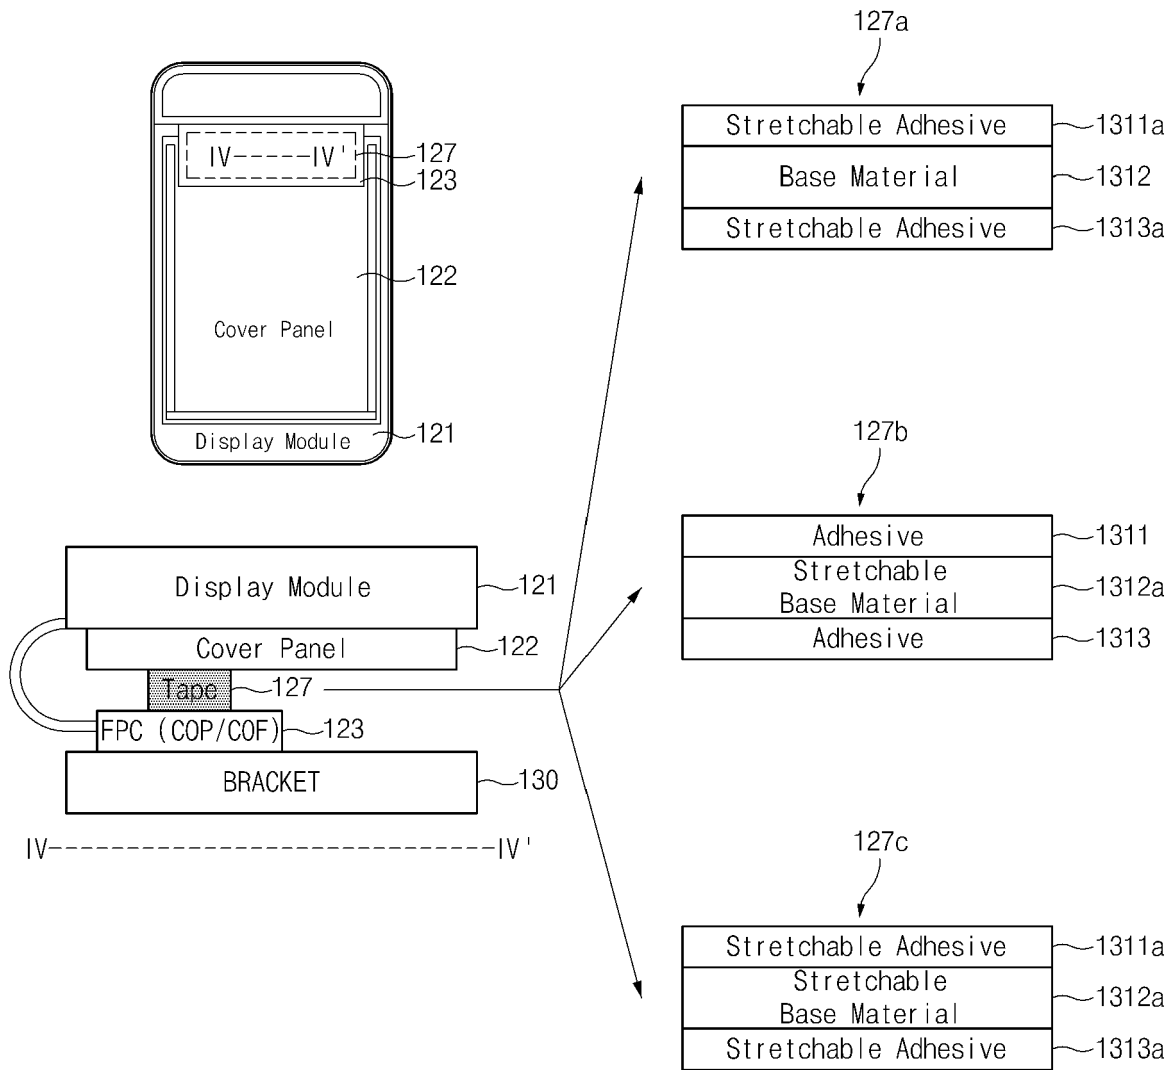 127a
Stretchable Adhesive 1311a
Base Material 1312
Stretchable Adhesive 1313a
IV-----IV' 127
123
122
Cover Panel
Display Module 121
127b
Adhesive 1311
Stretchable
Base Material 1312a
Adhesive 1313
Display Module 121
Cover Panel 122
Tape 127
FPC (COP/COF) 123
BRACKET 130
IV-----------------------------IV'
127c
Stretchable Adhesive 1311a
Stretchable
Base Material 1312a
Stretchable Adhesive 1313a